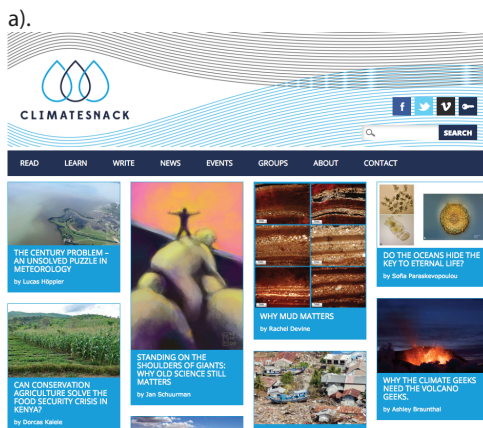 a).
CLIMATESNACK
f
SEARCH
READ LEARN WRITE NEWS EVENTS GROUPS ABOUT CONTACT
THE CENTURY PROBLEM –
AN UNSOLVED PUZZLE IN
METEOROLOGY
by Lucas Höppler
CAN CONSERVATION
AGRICULTURE SOLVE THE
FOOD SECURITY CRISIS IN
KENYA?
by Dorcas Kalele
STANDING ON THE
SHOULDERS OF GIANTS:
WHY OLD SCIENCE STILL
MATTERS
by Jan Schuurman
WHY MUD MATTERS
by Rachel Devine
DO THE OCEANS HIDE THE
KEY TO ETERNAL LIFE?
by Sofia Paraskevopoulou
WHY THE CLIMATE GEEKS
NEED THE VOLCANO
GEEKS.
by Ashley Braunthal